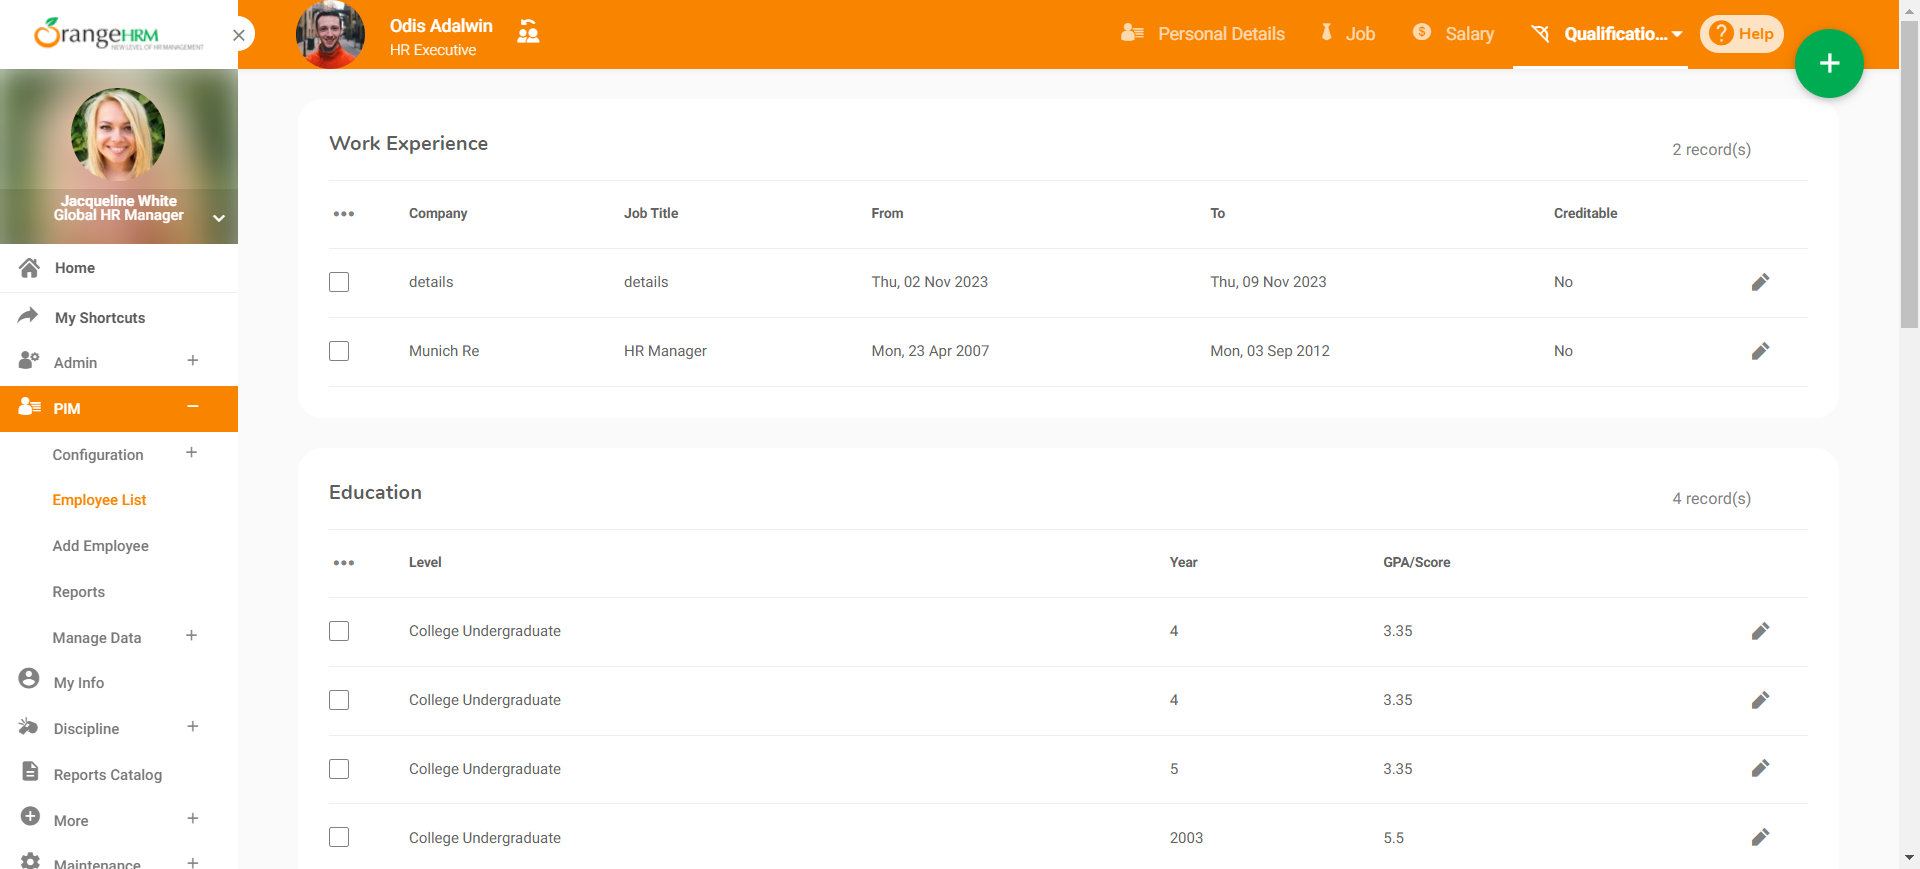 OrangeHRM
NEW LEVEL OF HR MANAGEMENT
Odis Adalwin
HR Executive
Personal Details
Job
Salary
Qualificatio...
Help
Jacqueline White
Global HR Manager
Home
My Shortcuts
Admin
PIM
Configuration
Employee List
Add Employee
Reports
Manage Data
My Info
Discipline
Reports Catalog
More
Maintenance
Work Experience
2 record(s)
Company Job Title From To Creditable
details details Thu, 02 Nov 2023 Thu, 09 Nov 2023 No
Munich Re HR Manager Mon, 23 Apr 2007 Mon, 03 Sep 2012 No
Education
4 record(s)
Level Year GPA/Score
College Undergraduate 4 3.35
College Undergraduate 4 3.35
College Undergraduate 5 3.35
College Undergraduate 2003 5.5